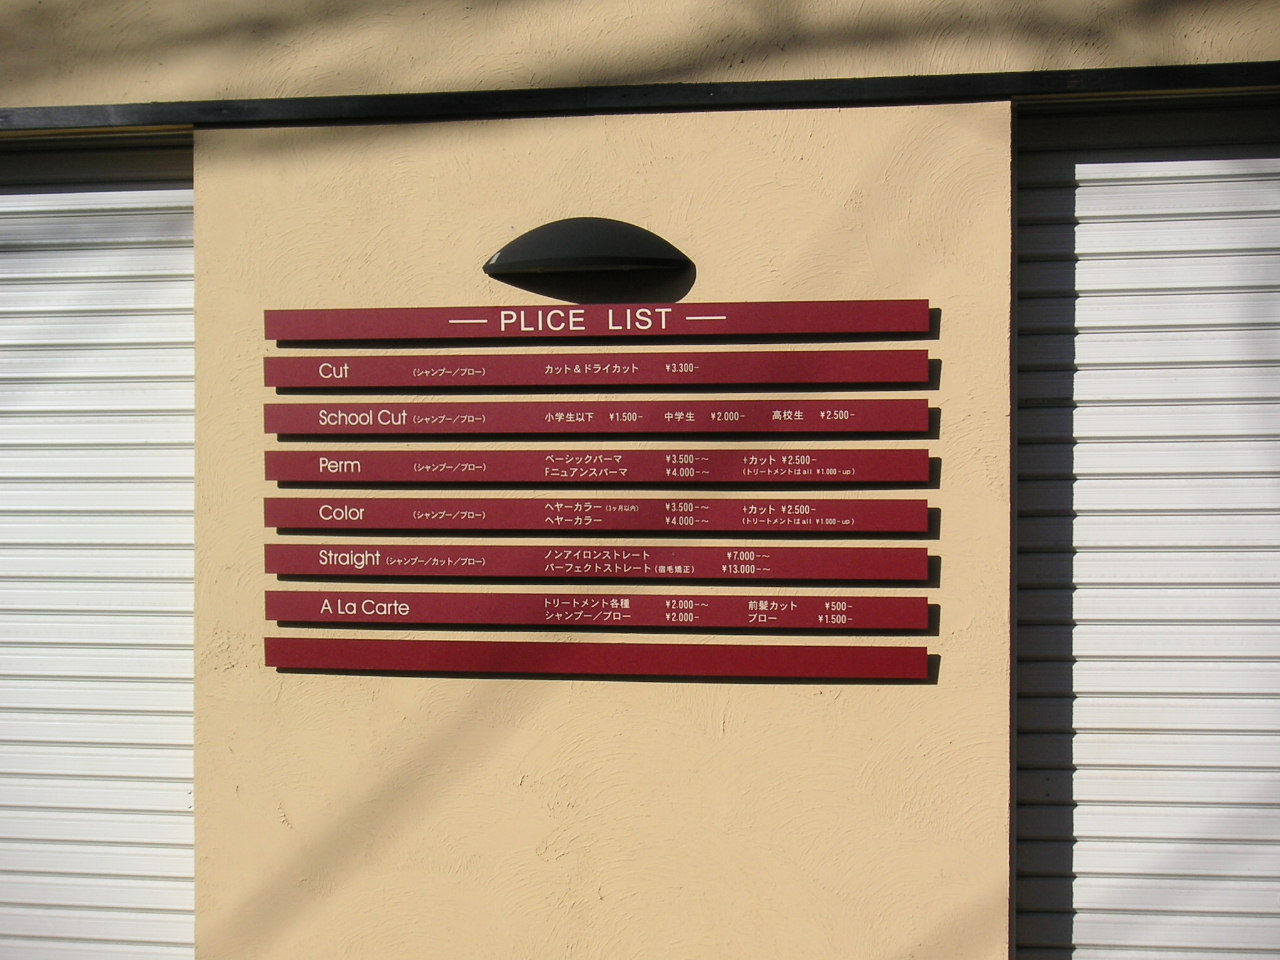 PLICE LIST
Cut (シャンプー/ブロー) カット&ドライカット ¥3.300-
School Cut (シャンプー/ブロー) 小学生以下 ¥1.500- 中学生 ¥2.000- 高校生 ¥2.500-
Perm (シャンプー/ブロー) ベーシックパーマ ¥3.500-~ +カット ¥2.500-
Fニュアンスパーマ ¥4.000-~ (トリートメントはall ¥1.000-up)
Color (シャンプー/ブロー) ヘヤーカラー (3ヶ月以内) ¥3.500-~ +カット ¥2.500-
ヘヤーカラー ¥4.000-~ (トリートメントはall ¥1.000-up)
Straight (シャンプー/カット/ブロー) ノンアイロンストレート ¥7.000-~
パーフェクトストレート (宿毛矯正) ¥13.000-~
A La Carte トリートメント各種 ¥2.000-~ 前髪カット ¥500-
シャンプー/ブロー ¥2.000- ブロー ¥1.500-